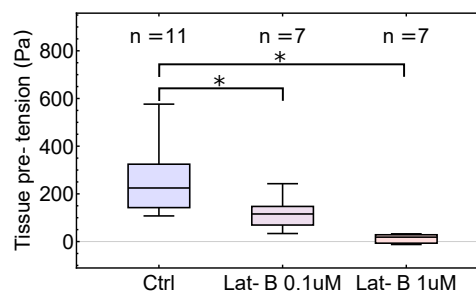 n = 11 n = 7 n = 7
*
*
Tissue pre- tension (Pa)
800
600
400
200
0
Ctrl Lat- B 0.1uM Lat- B 1uM